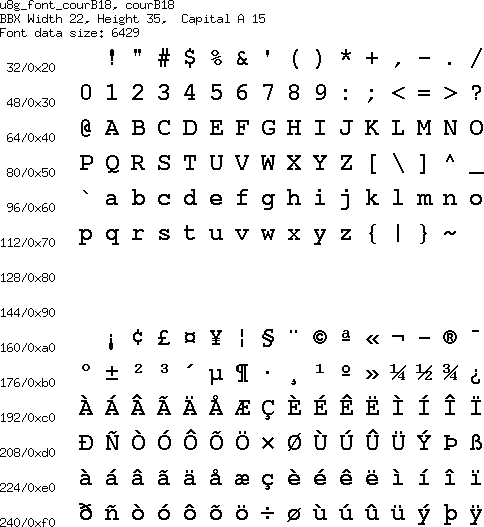 u8g_font_courB18, courB18
BBX Width 22, Height 35,  Capital A 15
Font data size: 6429
32/0x20 ! " # $ % & ' ( ) * + , - . /
48/0x30 0 1 2 3 4 5 6 7 8 9 : ; < = > ?
64/0x40 @ A B C D E F G H I J K L M N O
80/0x50 P Q R S T U V W X Y Z [ \ ] ^ _
96/0x60 ` a b c d e f g h i j k l m n o
112/0x70 p q r s t u v w x y z { | } ~
128/0x80
144/0x90
160/0xa0 ¡ ¢ £ ¤ ¥ ¦ § ¨ © ª « ¬ - ® ¯
176/0xb0 º ± ² ³ ´ µ ¶ · ¸ ¹ º » ¼ ½ ¾ ¿
192/0xc0 À Á Â Ã Ä Å Æ Ç È É Ê Ë Ì Í Î Ï
208/0xd0 Ð Ñ Ò Ó Ô Õ Ö × Ø Ù Ú Û Ü Ý Þ ß
224/0xe0 à á â ã ä å æ ç è é ê ë ì í î ï
240/0xf0 ð ñ ò ó ô õ ö ÷ ø ù ú û ü ý þ ÿ